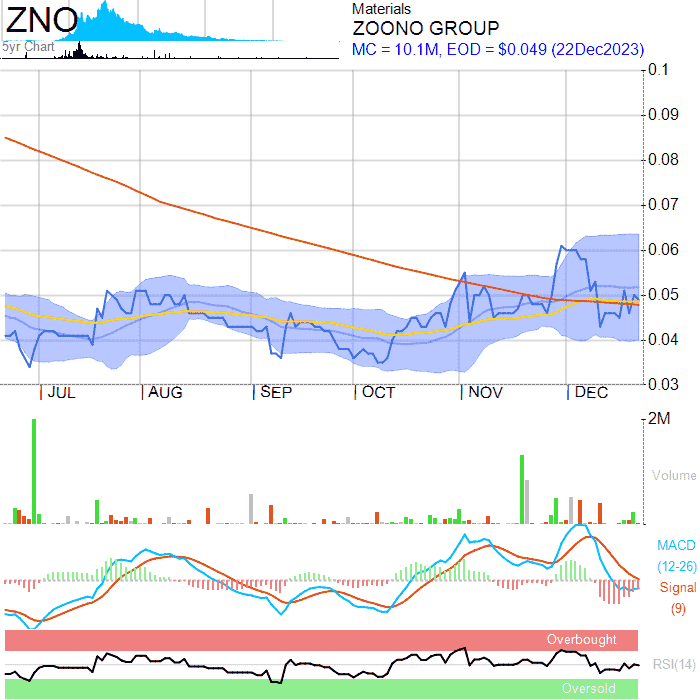 ZNO
5yr Chart
Materials
ZOONO GROUP
MC = 10.1M, EOD = $0.049 (22Dec2023)
0.1
0.09
0.08
0.07
0.06
0.05
0.04
0.03
JUL AUG SEP OCT NOV DEC
2M
Volume
MACD
(12-26)
Signal
(9)
Overbought
RSI(14)
Oversold